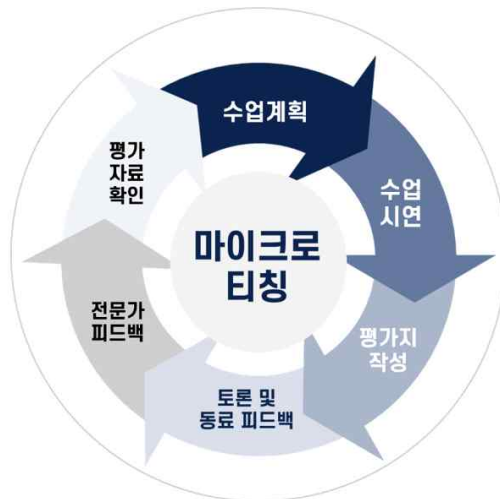 수업계획
수업
시연
평가지
작성
토론 및
동료 피드백
전문가
피드백
평가
자료
확인
마이크로
티칭